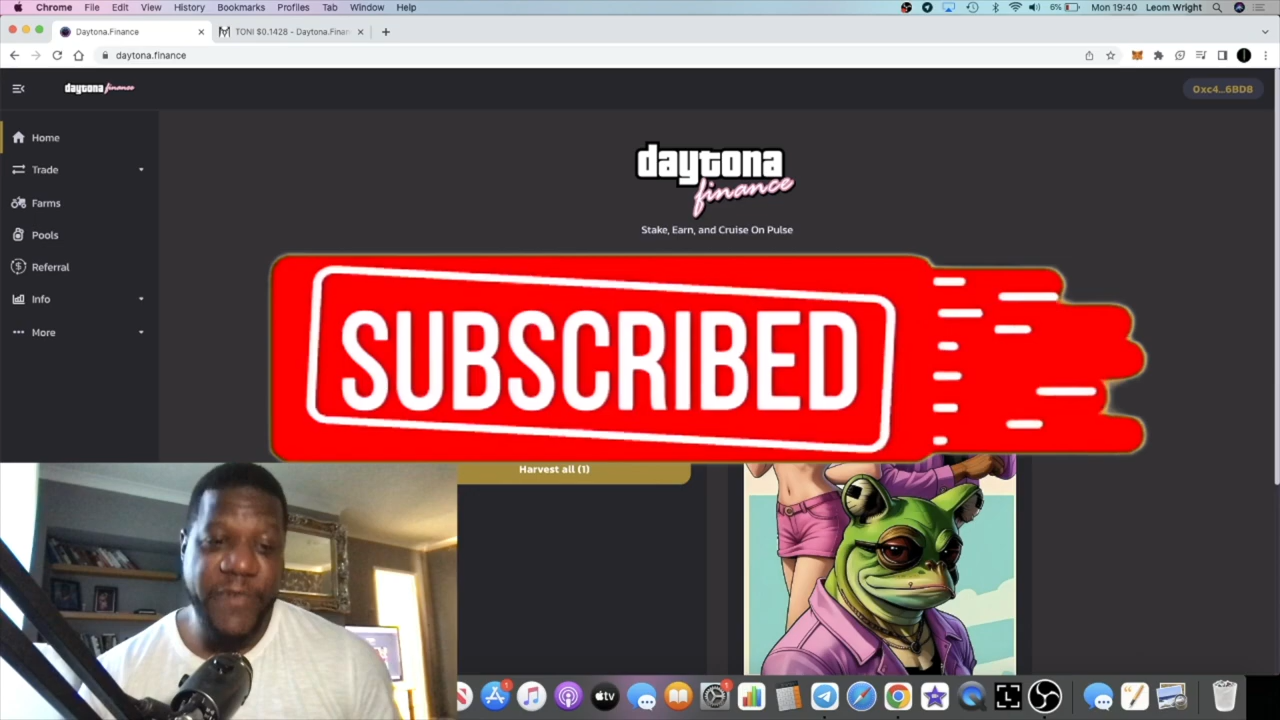 Chrome File Edit View History Bookmarks Profiles Tab Window Help
6% Mon 19:40 Leom Wright
Daytona.Finance
TONI $0.1428 - Daytona.Finan
daytona.finance
daytona finance
0xc4...6BD8
Home
Trade
Farms
Pools
Referral
Info
More
daytona
finance
Stake, Earn, and Cruise On Pulse
SUBSCRIBED
Harvest all (1)
tv